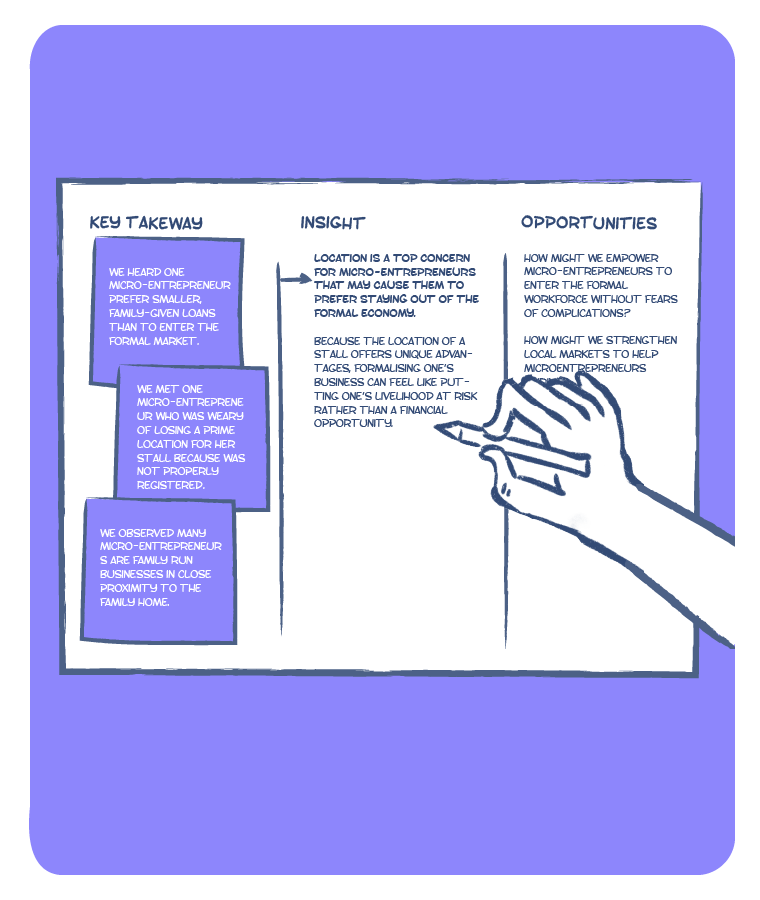 KEY TAKEWAY
WE HEARD ONE
MICRO-ENTREPRENEUR
PREFER SMALLER,
FAMILY-GIVEN LOANS
THAN TO ENTER THE
FORMAL MARKET.
WE MET ONE
MICRO-ENTREPRENE
UR WHO WAS WEARY
OF LOSING A PRIME
LOCATION FOR HER
STALL BECAUSE WAS
NOT PROPERLY
REGISTERED.
WE OBSERVED MANY
MICRO-ENTREPRENEUR
S ARE FAMILY RUN
BUSINESSES IN CLOSE
PROXIMITY TO THE
FAMILY HOME.
INSIGHT
LOCATION IS A TOP CONCERN
FOR MICRO-ENTREPRENEURS
THAT MAY CAUSE THEM TO
PREFER STAYING OUT OF THE
FORMAL ECONOMY.
BECAUSE THE LOCATION OF A
STALL OFFERS UNIQUE ADVAN-
TAGES, FORMALISING ONE'S
BUSINESS CAN FEEL LIKE PUT-
TING ONE'S LIVELIHOOD AT RISK
RATHER THAN A FINANCIAL
OPPORTUNITY.
OPPORTUNITIES
HOW MIGHT WE EMPOWER
MICRO-ENTREPRENEURS TO
ENTER THE FORMAL
WORKFORCE WITHOUT FEARS
OF COMPLICATIONS?
HOW MIGHT WE STRENGTHEN
LOCAL MARKETS TO HELP
MICROENTREPRENEURS